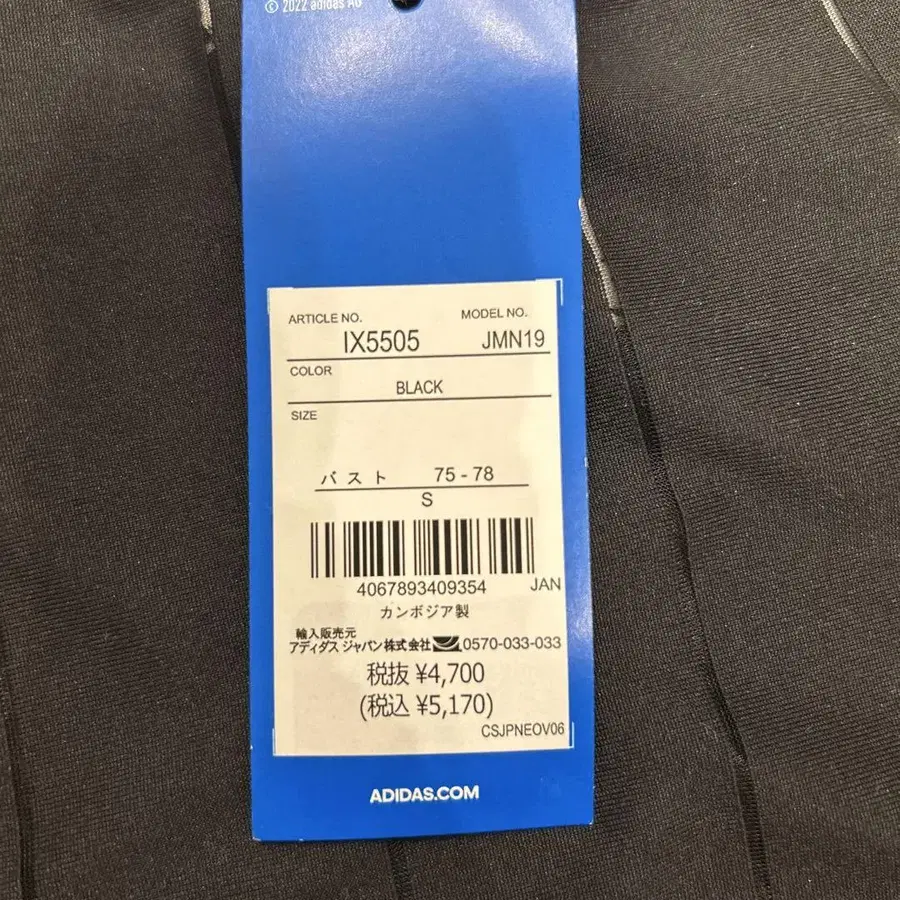 © 2022 adidas AG
ARTICLE NO. MODEL NO.
IX5505 JMN19
COLOR
BLACK
SIZE
バスト 75-78
S
4067893409354 JAN
カンボジア製
輸入販売元
アディダス ジャパン株式会社 0570-033-033
税抜 ¥4,700
(税込 ¥5,170)
CSJPNEOV06
ADIDAS.COM